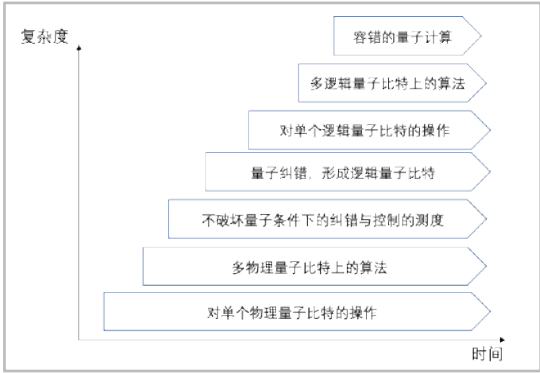 复杂度
容错的量子计算
多逻辑量子比特上的算法
对单个逻辑量子比特的操作
量子纠错，形成逻辑量子比特
不破坏量子条件下的纠错与控制的测度
多物理量子比特上的算法
对单个物理量子比特的操作
时间